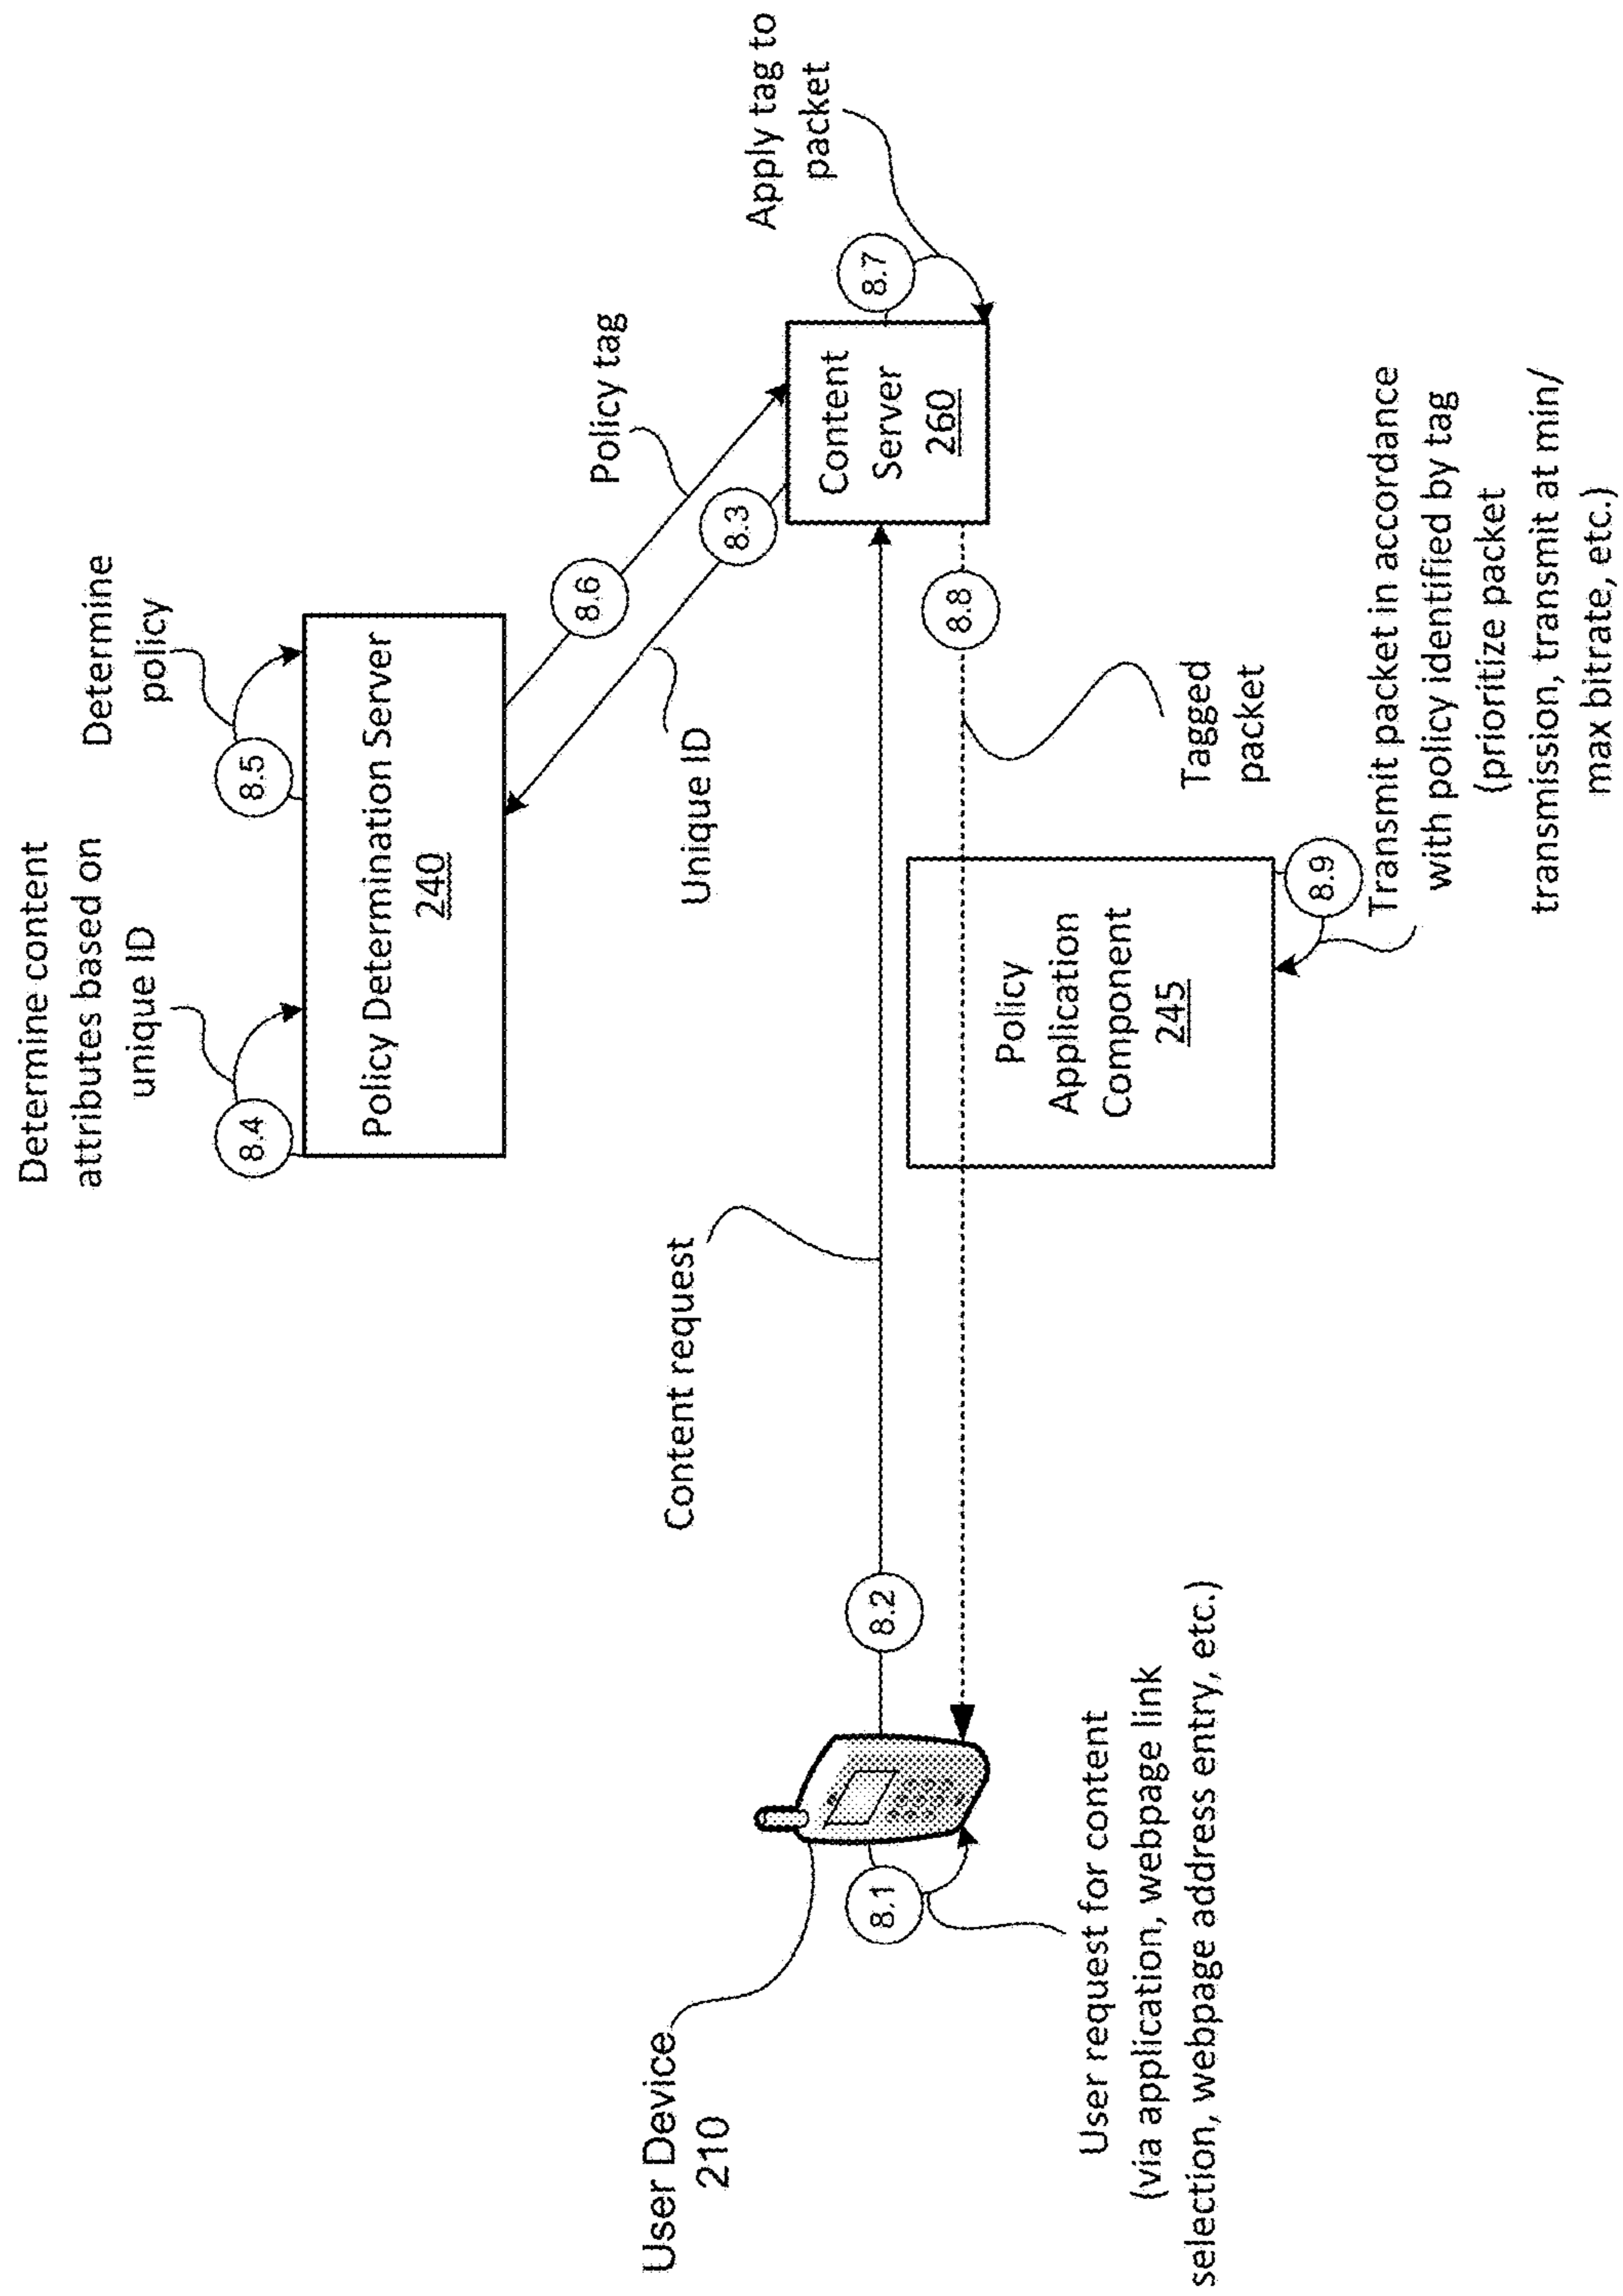 Determine content
attributes based on
unique ID
Determine
policy
8.4
8.5
Policy Determination Server
240
8.6
Policy tag
8.3
Unique ID
Content request
User Device
210
8.1
8.2
Content
Server
260
8.7
Apply tag to
packet
8.8
Tagged
packet
Policy
Application
Component
245
8.9
User request for content
(via application, webpage link
selection, webpage address entry, etc.)
Transmit packet in accordance
with policy identified by tag
(prioritize packet
transmission, transmit at min/
max bitrate, etc.)